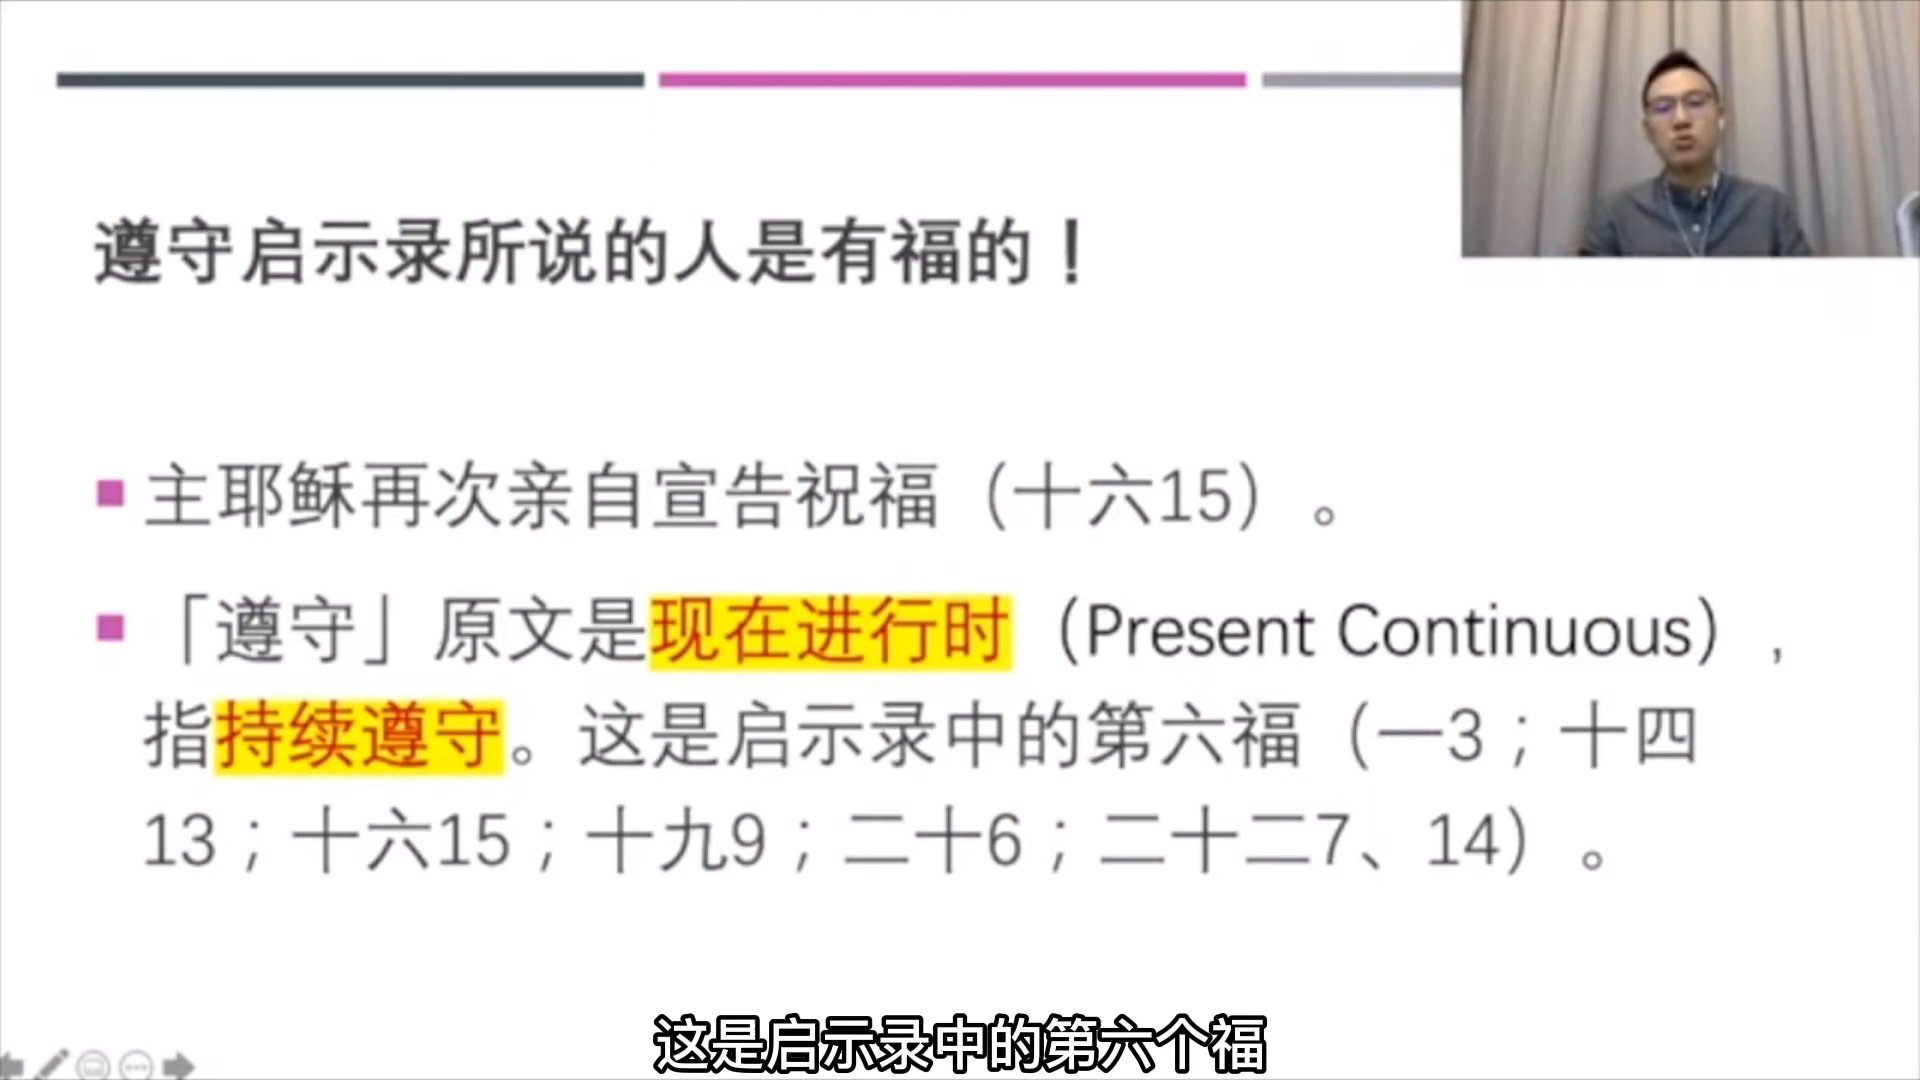 遵守启示录所说的人是有福的！
主耶稣再次亲自宣告祝福（十六15）。
「遵守」原文是现在进行时（Present Continuous），
指持续遵守。这是启示录中的第六福（一3；十四
13；十六15；十九9；二十6；二十二7、14）。
这是启示录中的第六个福